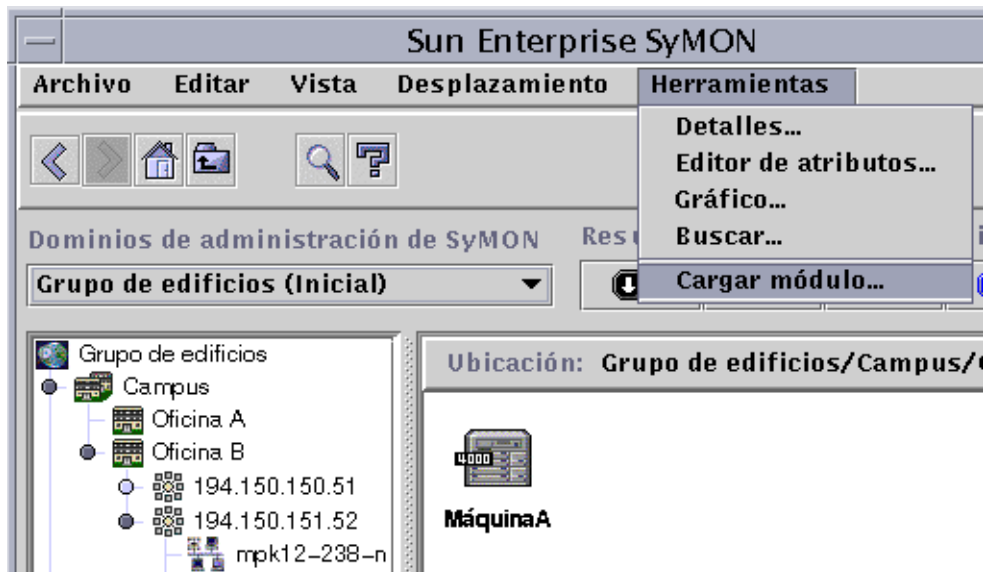 Sun Enterprise SyMON
Archivo Editar Vista Desplazamiento Herramientas
Detalles...
Editor de atributos...
Gráfico...
Buscar...
Cargar módulo...
Dominios de administración de SyMON
Grupo de edificios (Inicial)
Grupo de edificios
Campus
Oficina A
Oficina B
194.150.150.51
194.150.151.52
mpk12-238-n
Ubicación: Grupo de edificios/Campus/
4000
MáquinaA